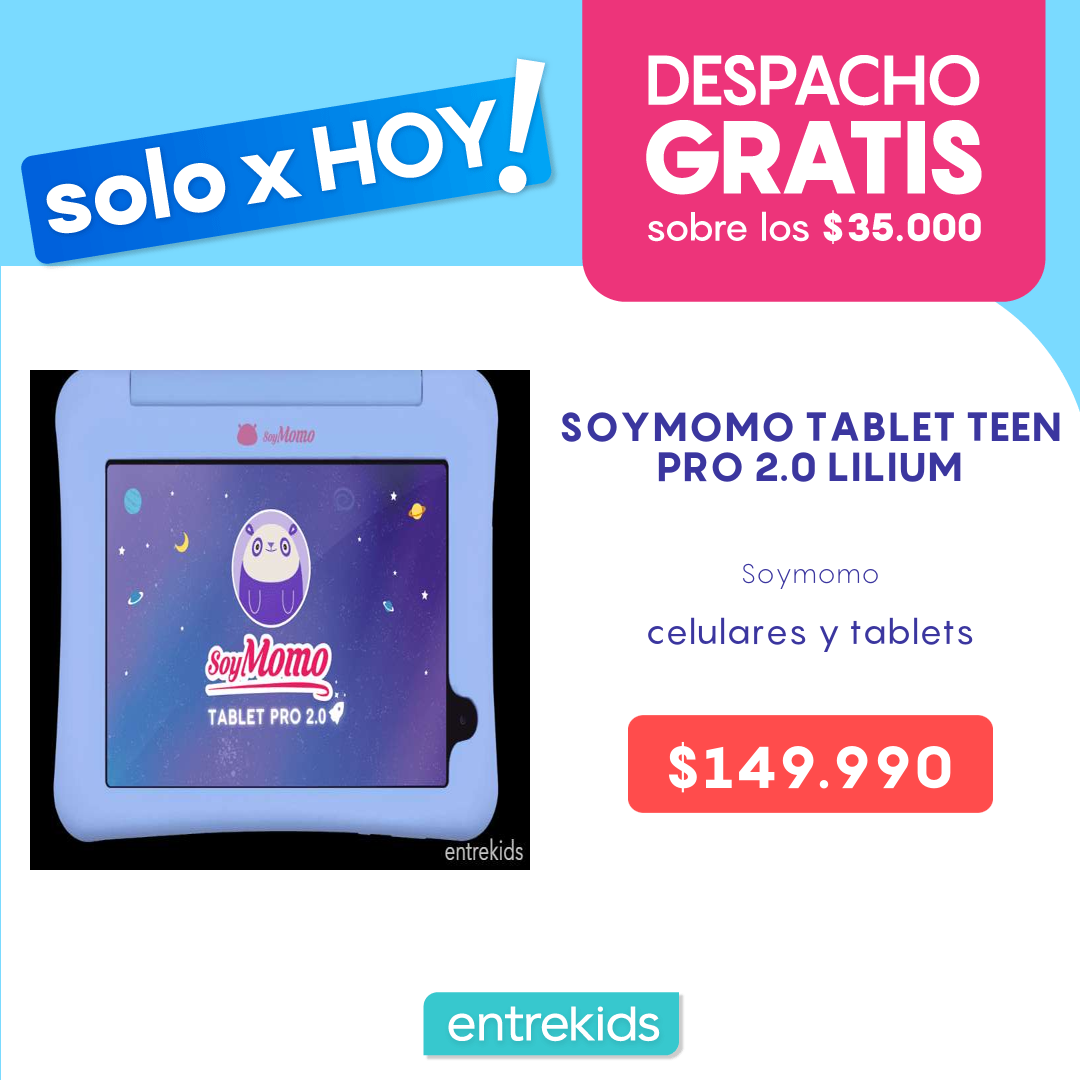 solo x HOY!
DESPACHO
GRATIS
sobre los $35.000
SoyMomo
SoyMomo
TABLET PRO 2.0
entrekids
SOYMOMO TABLET TEEN
PRO 2.0 LILIUM
Soymomo
celulares y tablets
$149.990
entrekids